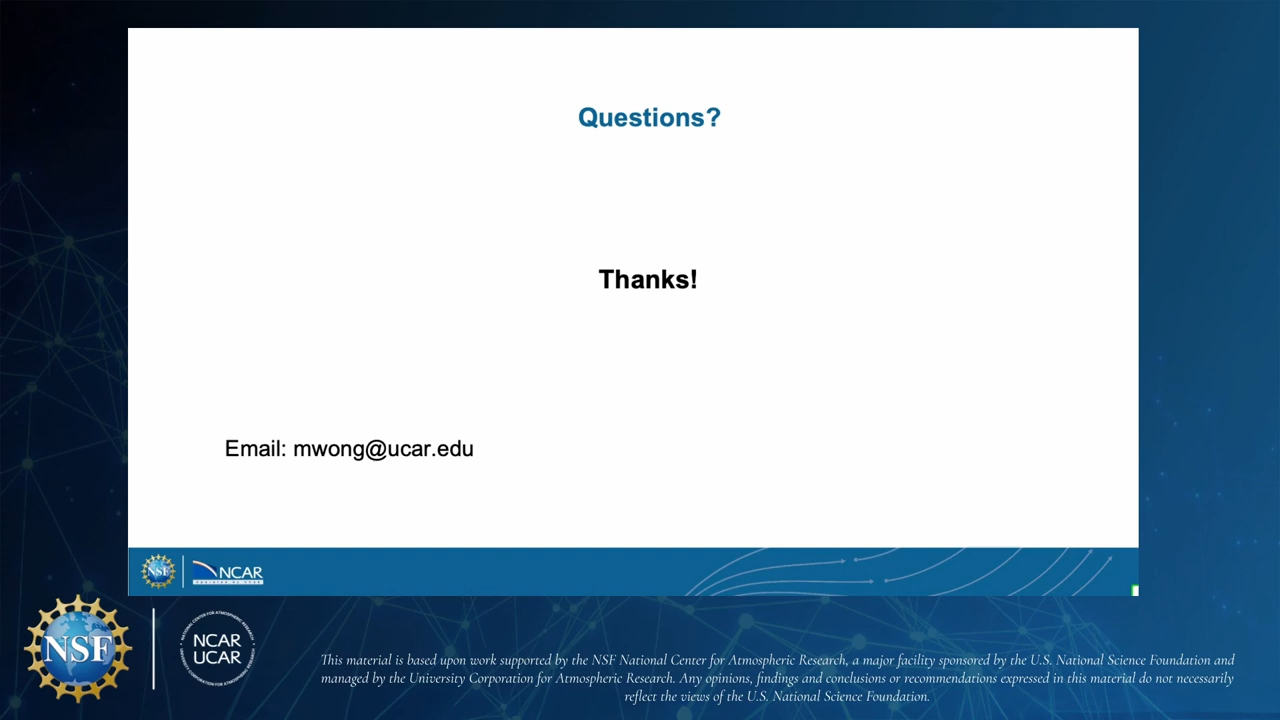 Questions?
Thanks!
Email: mwong@ucar.edu
NSF
NCAR
NSF
NCAR
UCAR
This material is based upon work supported by the NSF National Center for Atmospheric Research, a major facility sponsored by the U.S. National Science Foundation and
managed by the University Corporation for Atmospheric Research. Any opinions, findings and conclusions or recommendations expressed in this material do not necessarily
reflect the views of the U.S. National Science Foundation.